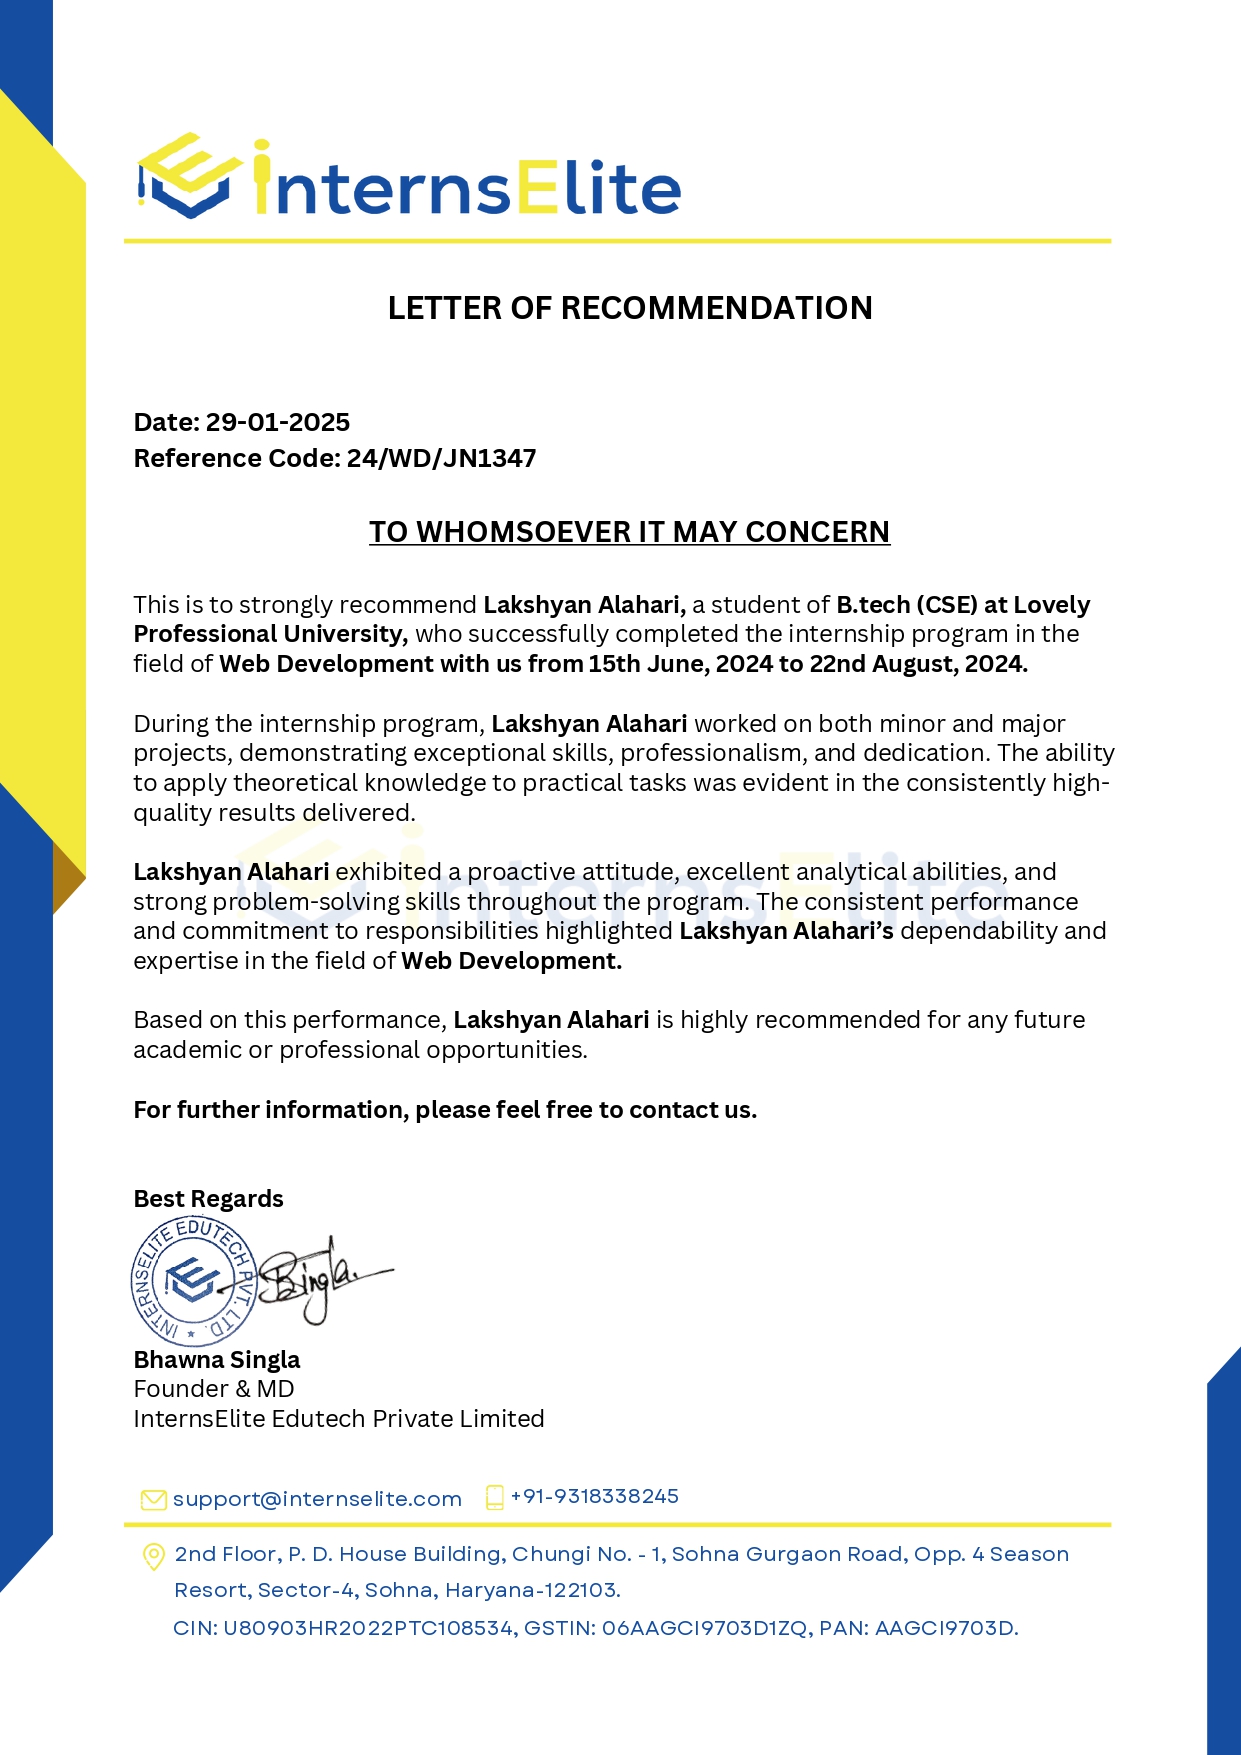 internsElite
LETTER OF RECOMMENDATION
Date: 29-01-2025
Reference Code: 24/WD/JN1347
TO WHOMSOEVER IT MAY CONCERN
This is to strongly recommend Lakshyan Alahari, a student of B.tech (CSE) at Lovely
Professional University, who successfully completed the internship program in the
field of Web Development with us from 15th June, 2024 to 22nd August, 2024.
During the internship program, Lakshyan Alahari worked on both minor and major
projects, demonstrating exceptional skills, professionalism, and dedication. The ability
to apply theoretical knowledge to practical tasks was evident in the consistently high-
quality results delivered.
internsElite
Lakshyan Alahari exhibited a proactive attitude, excellent analytical abilities, and
strong problem-solving skills throughout the program. The consistent performance
and commitment to responsibilities highlighted Lakshyan Alahari’s dependability and
expertise in the field of Web Development.
Based on this performance, Lakshyan Alahari is highly recommended for any future
academic or professional opportunities.
For further information, please feel free to contact us.
Best Regards
INTERNSELITE EDUTECH PVT. LTD.
BSingla.
Bhawna Singla
Founder & MD
InternsElite Edutech Private Limited
support@internselite.com +91-9318338245
2nd Floor, P. D. House Building, Chungi No. - 1, Sohna Gurgaon Road, Opp. 4 Season
Resort, Sector-4, Sohna, Haryana-122103.
CIN: U80903HR2022PTC108534, GSTIN: 06AAGCI9703D1ZQ, PAN: AAGCI9703D.